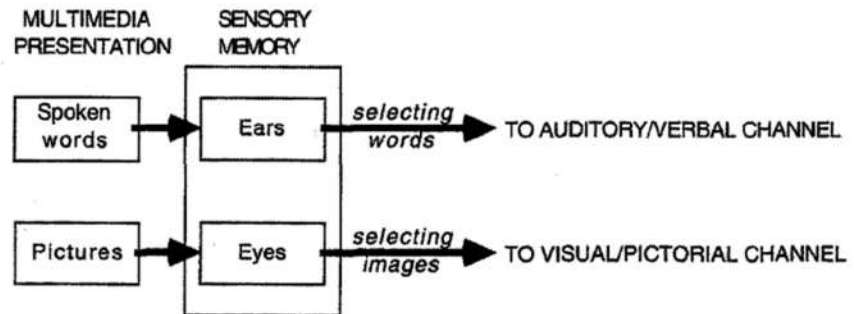 MULTIMEDIA
PRESENTATION
SENSORY
MEMORY
Spoken
words
Ears
selecting
words
TO AUDITORY/VERBAL CHANNEL
Pictures
Eyes
selecting
images
TO VISUAL/PICTORIAL CHANNEL